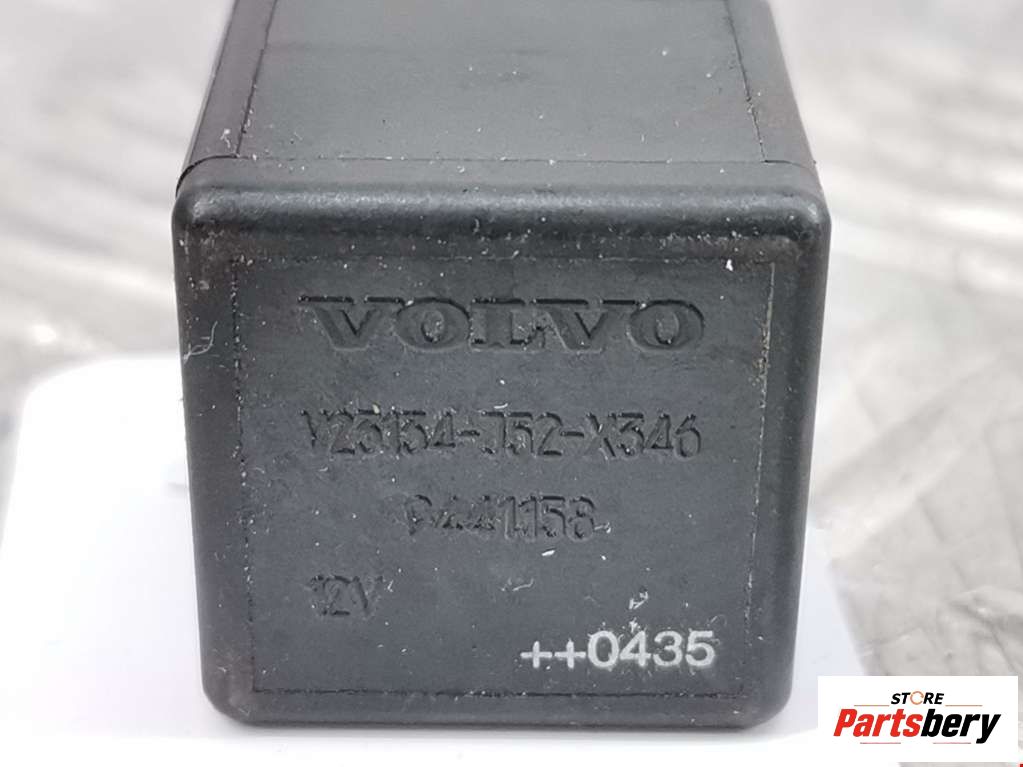 VOLVO
V23134-J52-X346
9441158
12V
++0435
STORE
Partsbery